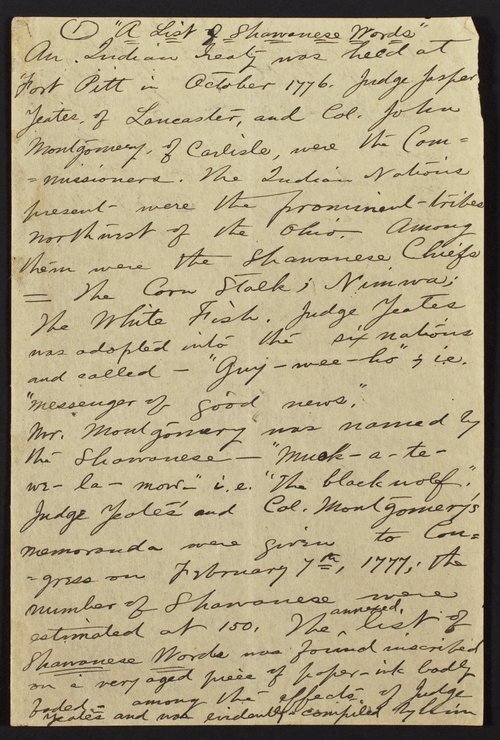 ① "A List of Shawanese Words"
An Indian Treaty was held at
Fort Pitt in October 1776. Judge Jasper
Yeates, of Lancaster, and Col. John
Montgomery, of Carlisle, were the Com=
=missioners. The Indian Nations
present were the prominent tribes
northwest of the Ohio. Among
them were the Shawanese Chiefs
= The Corn Stalk; Nimwa;
The White Fish. Judge Yeates
was adopted into the six nations
and called – "Guy-wee-ho"; i.e.
"messenger of good news."
Mr. Montgomery was named by
the Shawanese – "Muck-a-te-
we-la-mow-" i.e. "The black wolf".
Judge Yeates and Col. Montgomery's
memoranda were given to Con=
=gress on February 7th, 1777; the
number of Shawanese were
estimated at 150. The annexed list of
Shawanese Words was found inscribed
on a very aged piece of paper-ink badly
faded – among the effects of Judge
Yeates and was evidently compiled by him